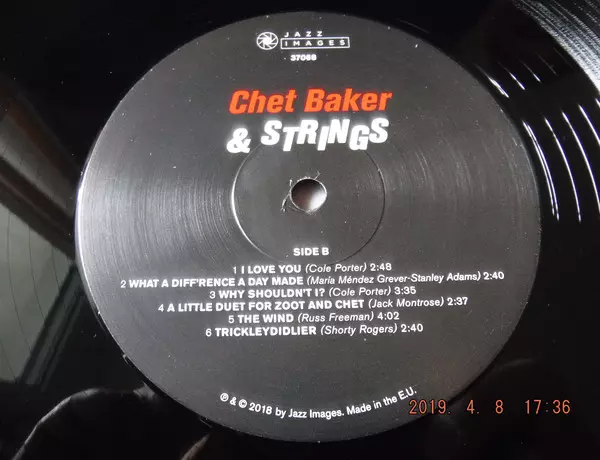 JAZZ
IMAGES
37068
Chet Baker
& STRINGS
SIDE B
1 I LOVE YOU (Cole Porter) 2:48
2 WHAT A DIFF'RENCE A DAY MADE (María Méndez Grever-Stanley Adams) 2:40
3 WHY SHOULDN'T I? (Cole Porter) 3:35
4 A LITTLE DUET FOR ZOOT AND CHET (Jack Montrose) 2:37
5 THE WIND (Russ Freeman) 4:02
6 TRICKLEYDIDLIER (Shorty Rogers) 2:40
℗ & © 2018 by Jazz Images. Made in the E.U.
2019. 4. 8 17:36